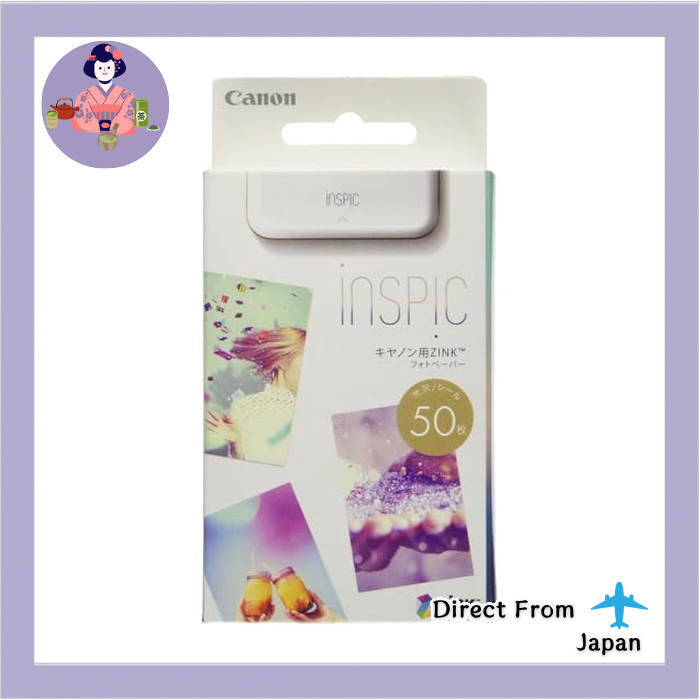 Canon
inSPiC
inSPiC
キヤノン用ZINK™
フォトペーパー
光沢/シール
50枚
茶
Direct From
Japan